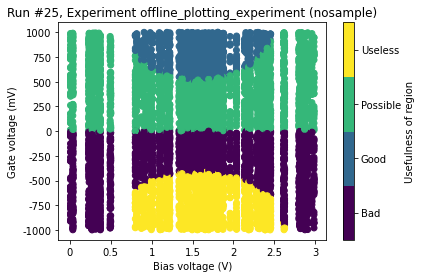 Run #25, Experiment offline_plotting_experiment (nosample)
1000
750
500
250
0
-250
-500
-750
-1000
Gate voltage (mV)
0
0.5
1
1.5
2
2.5
3
Bias voltage (V)
Useless
Possible
Good
Bad
Usefulness of region